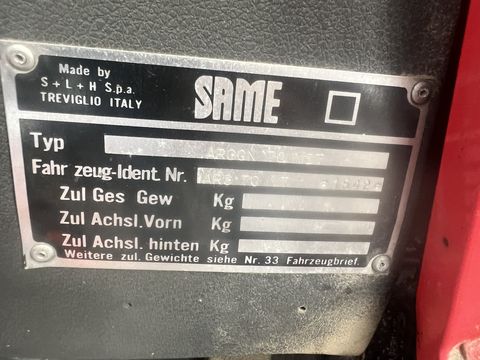 Made by
S+L+H S.p.a.
TREVIGLIO ITALY
SAME
Typ
Fahr zeug-Ident. Nr.
Zul Ges Gew Kg
Zul Achsl.Vorn Kg
Zul Achsl. hinten Kg
Weitere zul. Gewichte siehe Nr. 33 Fahrzeugbrief.